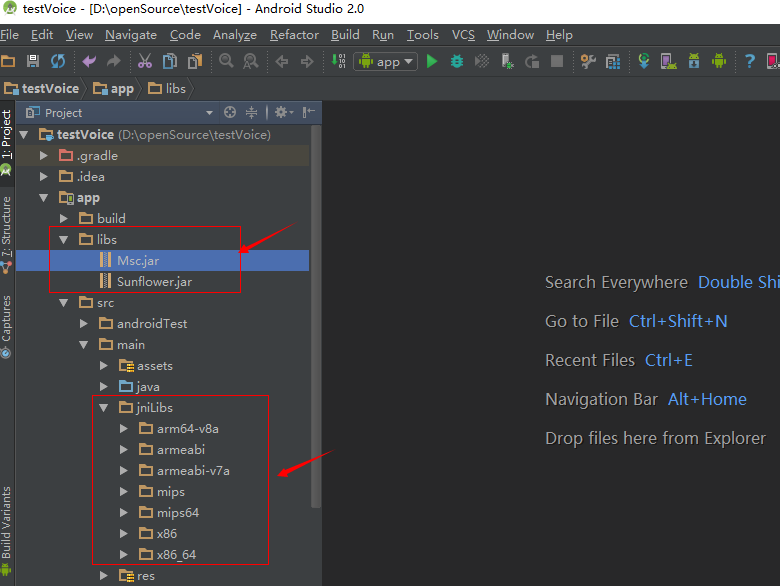 testVoice - [D:\openSource\testVoice] - Android Studio 2.0
File Edit View Navigate Code Analyze Refactor Build Run Tools VCS Window Help
app
testVoice app libs
Project
testVoice (D:\openSource\testVoice)
.gradle
.idea
app
build
libs
Msc.jar
Sunflower.jar
src
androidTest
main
assets
java
jniLibs
arm64-v8a
armeabi
armeabi-v7a
mips
mips64
x86
x86_64
res
1: Project
7: Structure
Captures
Build Variants
Search Everywhere Double Shi
Go to File Ctrl+Shift+N
Recent Files Ctrl+E
Navigation Bar Alt+Home
Drop files here from Explorer